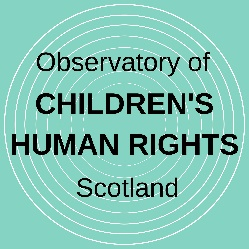 Observatory of
CHILDREN'S
HUMAN RIGHTS
Scotland